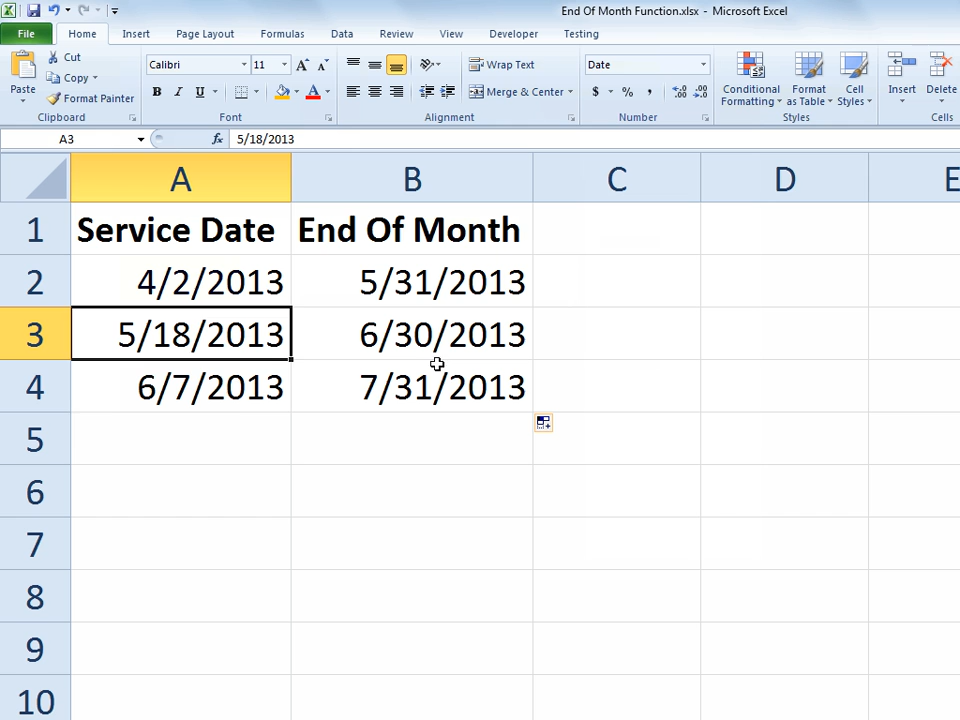 End Of Month Function.xlsx - Microsoft Excel
File Home Insert Page Layout Formulas Data Review View Developer Testing
Paste
Cut
Copy
Format Painter
Clipboard
Calibri 11 A A
B I U A
Font
Wrap Text
Merge & Center
Alignment
Date
$ % , .0 .00 .00 .0
Number
Conditional Formatting
Format as Table
Cell Styles
Styles
Insert
Delete
Cells
A3 fx 5/18/2013
A B C D E
1 Service Date End Of Month
2 4/2/2013 5/31/2013
3 5/18/2013 6/30/2013
4 6/7/2013 7/31/2013
5
6
7
8
9
10